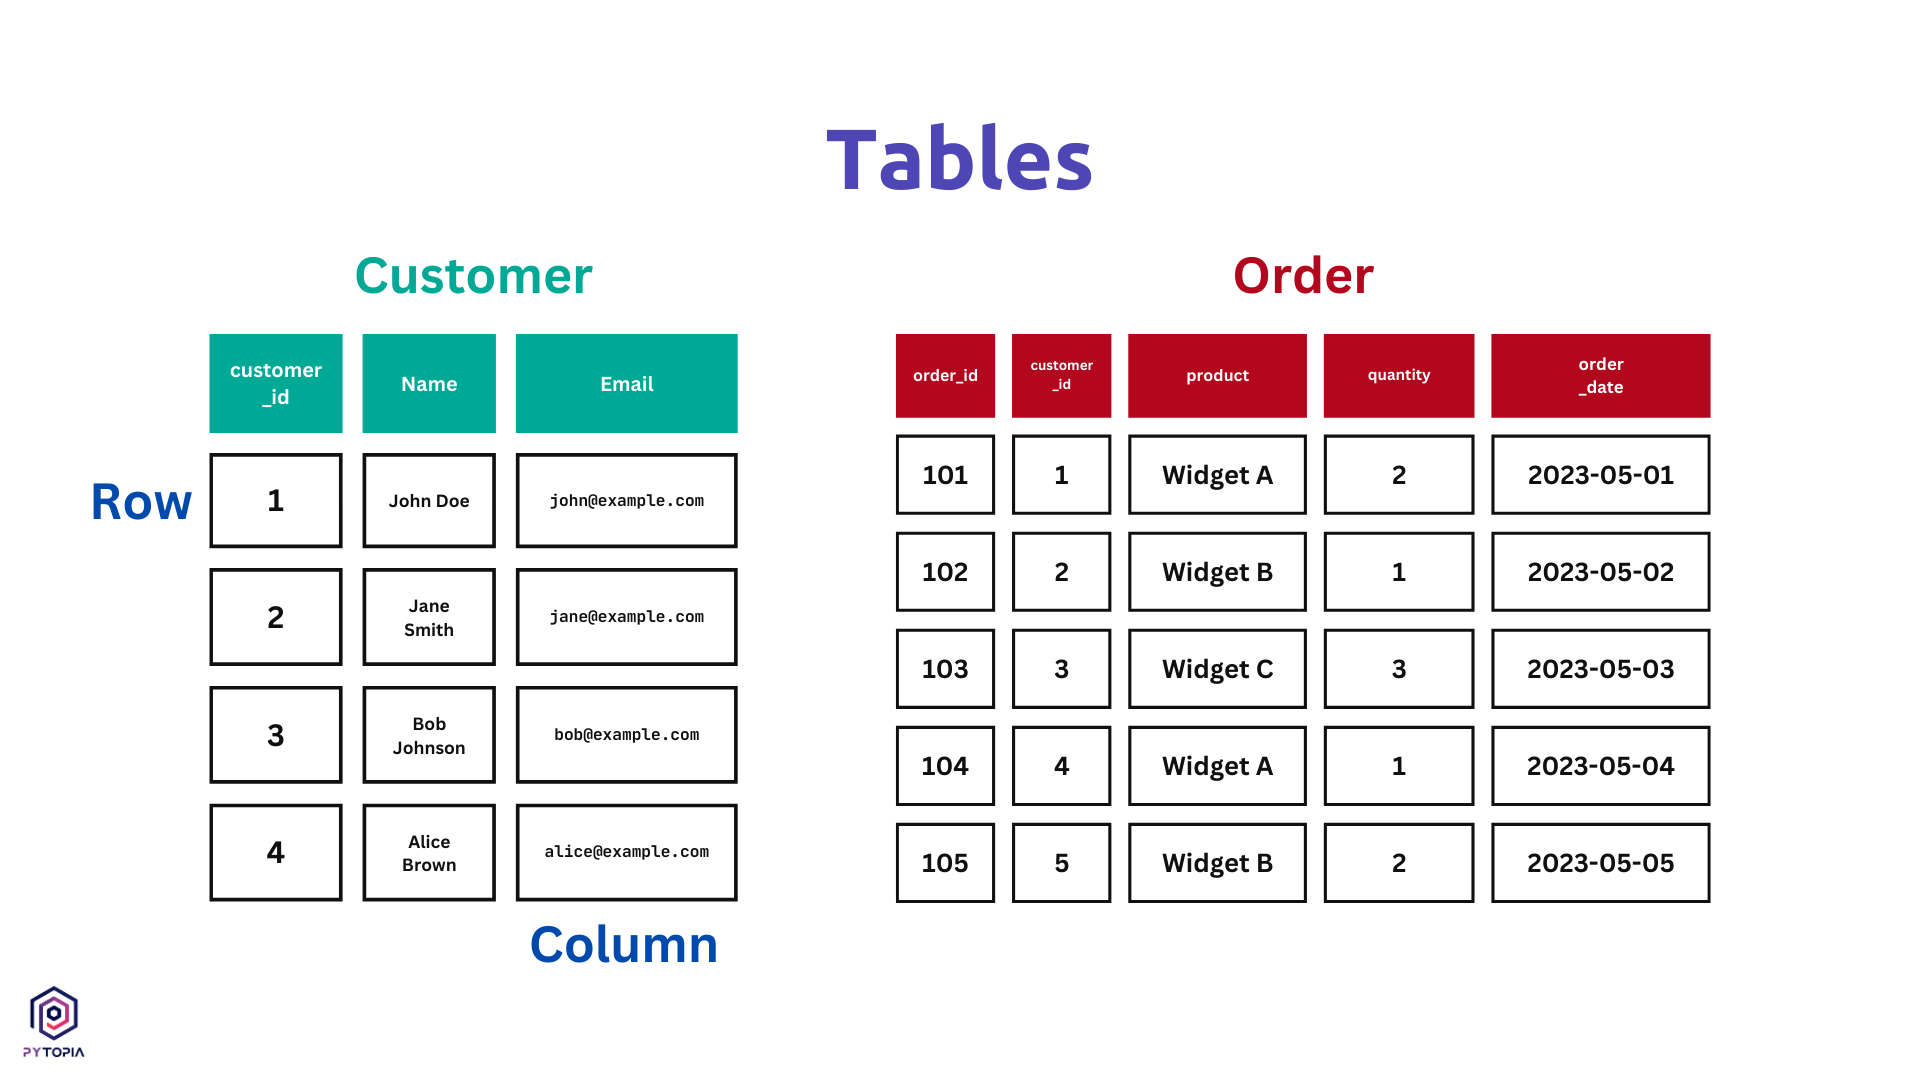 Tables
Customer
customer
_id
Name
Email
Row
1
John Doe
john@example.com
2
Jane
Smith
jane@example.com
3
Bob
Johnson
bob@example.com
4
Alice
Brown
alice@example.com
Column
Order
order_id
customer
_id
product
quantity
order
_date
101
1
Widget A
2
2023-05-01
102
2
Widget B
1
2023-05-02
103
3
Widget C
3
2023-05-03
104
4
Widget A
1
2023-05-04
105
5
Widget B
2
2023-05-05
PYTOPIA